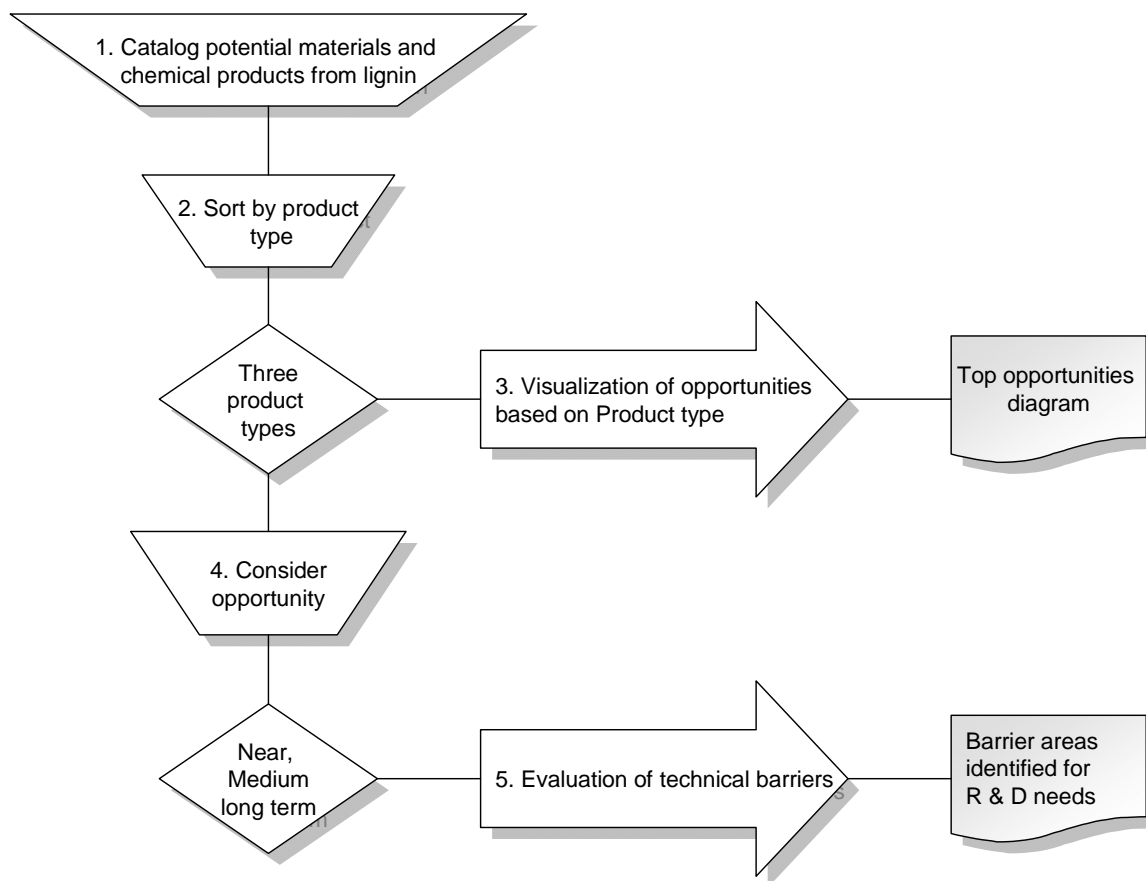 1. Catalog potential materials and
chemical products from lignin
2. Sort by product
type
Three
product
types
3. Visualization of opportunities
based on Product type
Top opportunities
diagram
4. Consider
opportunity
Near,
Medium
long term
5. Evaluation of technical barriers
Barrier areas
identified for
R & D needs